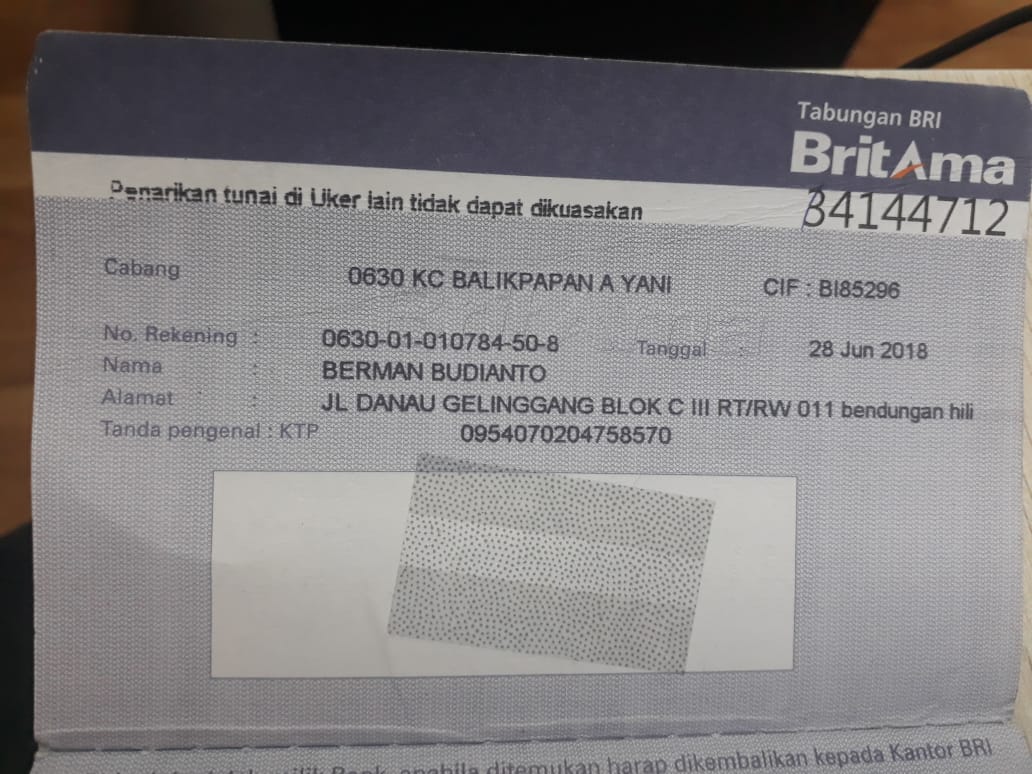 Tabungan BRI
BritAma
Penarikan tunai di Uker lain tidak dapat dikuasakan
34144712
Cabang 0630 KC BALIKPAPAN A YANI CIF : BI85296
No. Rekening : 0630-01-010784-50-8 Tanggal : 28 Jun 2018
Nama : BERMAN BUDIANTO
Alamat : JL DANAU GELINGGANG BLOK C III RT/RW 011 bendungan hili
Tanda pengenal : KTP 0954070204758570
Bank, apabila ditemukan harap dikembalikan kepada Kantor BRI